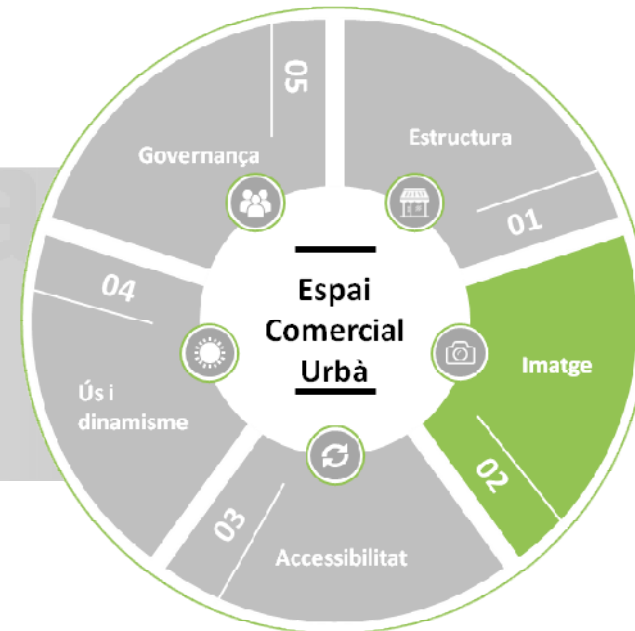 Espai
Comercial
Urbà
Estructura
01
Imatge
02
Accessibilitat
03
Ús i
dinamisme
04
Governança
05